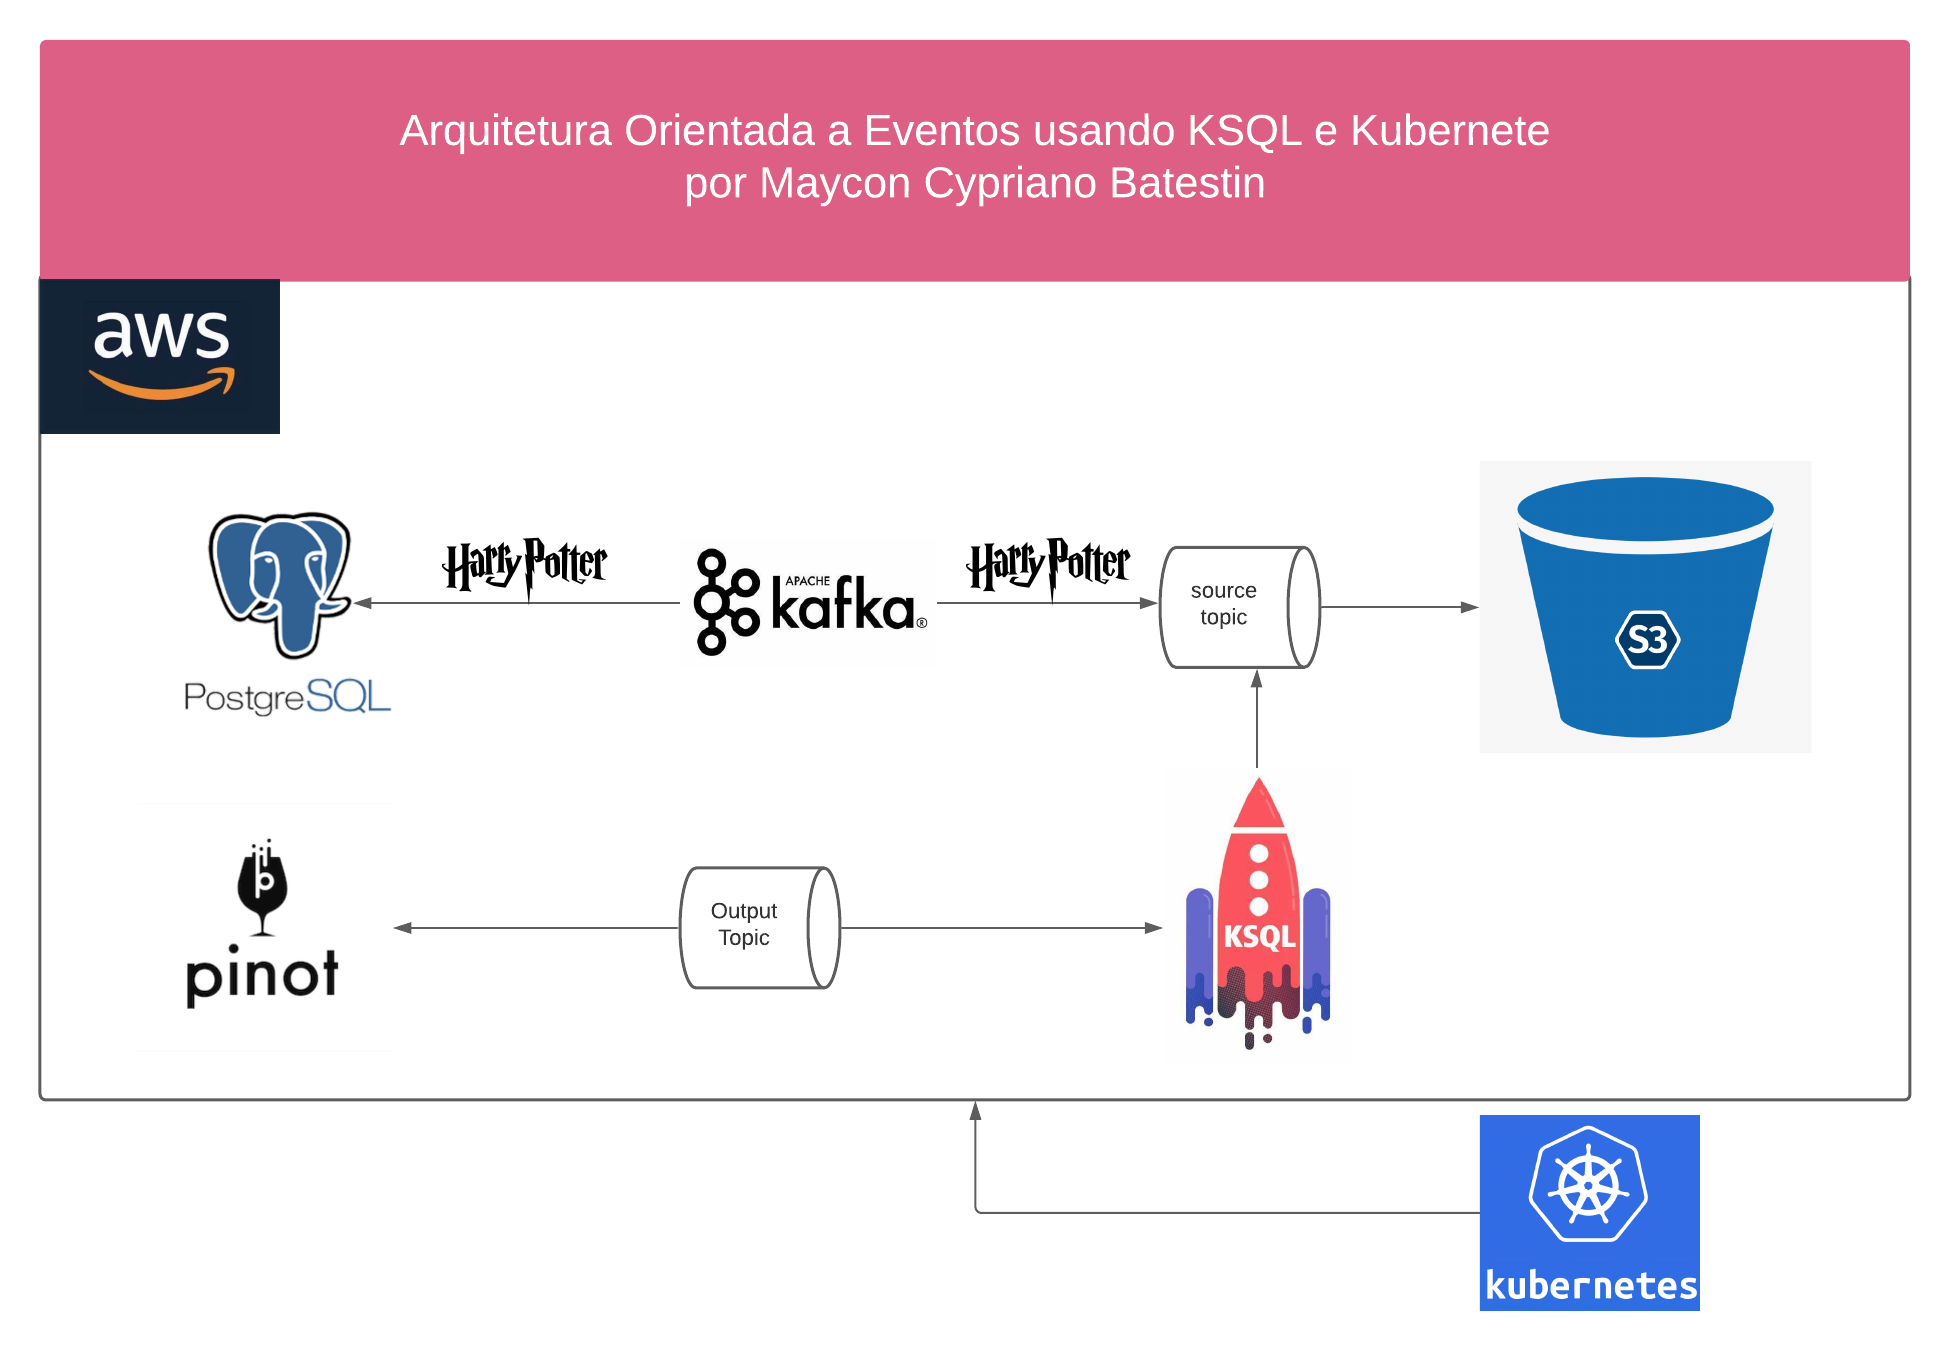 Arquitetura Orientada a Eventos usando KSQL e Kubernete
por Maycon Cypriano Batestin
aws
Harry Potter
APACHE
kafka®
Harry Potter
source
topic
S3
PostgreSQL
pinot
Output
Topic
KSQL
kubernetes